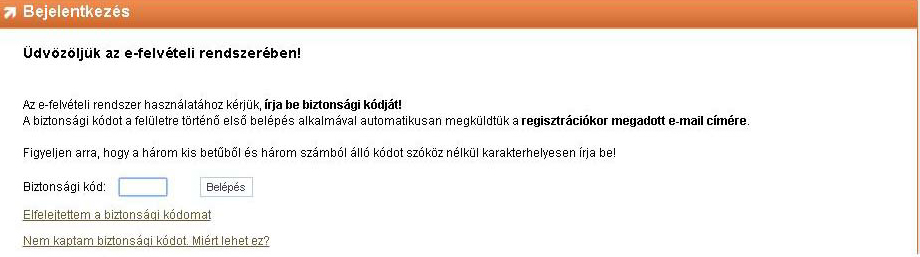 Bejelentkezés
Üdvözöljük az e-felvételi rendszerében!
Az e-felvételi rendszer használatához kérjük, írja be biztonsági kódját!
A biztonsági kódot a felületre történő első belépés alkalmával automatikusan megküldtük a regisztrációkor megadott e-mail címére.
Figyeljen arra, hogy a három kis betűből és három számból álló kódot szóköz nélkül karakterhelyesen írja be!
Biztonsági kód: Belépés
Elfelejtettem a biztonsági kódomat
Nem kaptam biztonsági kódot. Miért lehet ez?